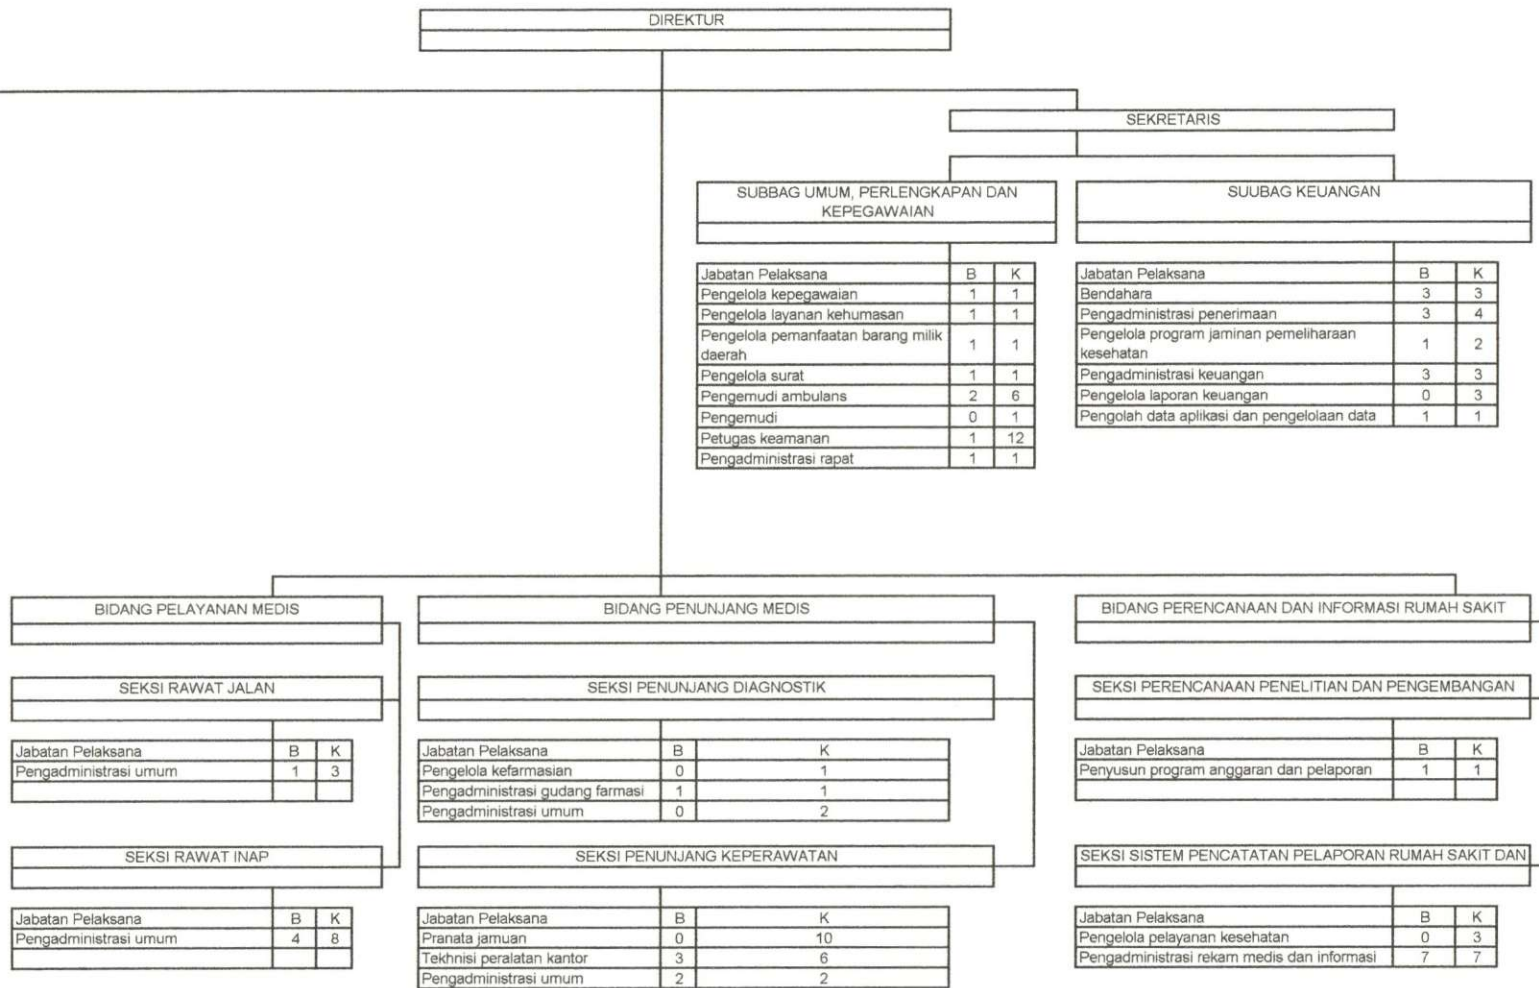 DIREKTUR
SEKRETARIS
SUBBAG UMUM, PERLENGKAPAN DAN
KEPEGAWAIAN
Jabatan Pelaksana B K
Pengelola kepegawaian 1 1
Pengelola layanan kehumasan 1 1
Pengelola pemanfaatan barang milik
daerah 1 1
Pengelola surat 1 1
Pengemudi ambulans 2 6
Pengemudi 0 1
Petugas keamanan 1 12
Pengadministrasi rapat 1 1
SUUBAG KEUANGAN
Jabatan Pelaksana B K
Bendahara 3 3
Pengadministrasi penerimaan 3 4
Pengelola program jaminan pemeliharaan
kesehatan 1 2
Pengadministrasi keuangan 3 3
Pengelola laporan keuangan 0 3
Pengolah data aplikasi dan pengelolaan data 1 1
BIDANG PELAYANAN MEDIS
SEKSI RAWAT JALAN
Jabatan Pelaksana B K
Pengadministrasi umum 1 3
SEKSI RAWAT INAP
Jabatan Pelaksana B K
Pengadministrasi umum 4 8
BIDANG PENUNJANG MEDIS
SEKSI PENUNJANG DIAGNOSTIK
Jabatan Pelaksana B K
Pengelola kefarmasian 0 1
Pengadministrasi gudang farmasi 1 1
Pengadministrasi umum 0 2
SEKSI PENUNJANG KEPERAWATAN
Jabatan Pelaksana B K
Pranata jamuan 0 10
Tekhnisi peralatan kantor 3 6
Pengadministrasi umum 2 2
BIDANG PERENCANAAN DAN INFORMASI RUMAH SAKIT
SEKSI PERENCANAAN PENELITIAN DAN PENGEMBANGAN
Jabatan Pelaksana B K
Penyusun program anggaran dan pelaporan 1 1
SEKSI SISTEM PENCATATAN PELAPORAN RUMAH SAKIT DAN
Jabatan Pelaksana B K
Pengelola pelayanan kesehatan 0 3
Pengadministrasi rekam medis dan informasi 7 7